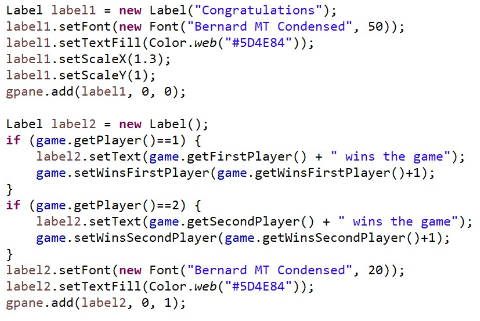 Label label1 = new Label("Congratulations");
label1.setFont(new Font("Bernard MT Condensed", 50));
label1.setTextFill(Color.web("#5D4E84"));
label1.setScaleX(1.3);
label1.setScaleY(1);
gpane.add(label1, 0, 0);

Label label2 = new Label();
if (game.getPlayer()==1) {
    label2.setText(game.getFirstPlayer() + " wins the game");
    game.setWinsFirstPlayer(game.getWinsFirstPlayer()+1);
}
if (game.getPlayer()==2) {
    label2.setText(game.getSecondPlayer() + " wins the game");
    game.setWinsSecondPlayer(game.getWinsSecondPlayer()+1);
}
label2.setFont(new Font("Bernard MT Condensed", 20));
label2.setTextFill(Color.web("#5D4E84"));
gpane.add(label2, 0, 1);